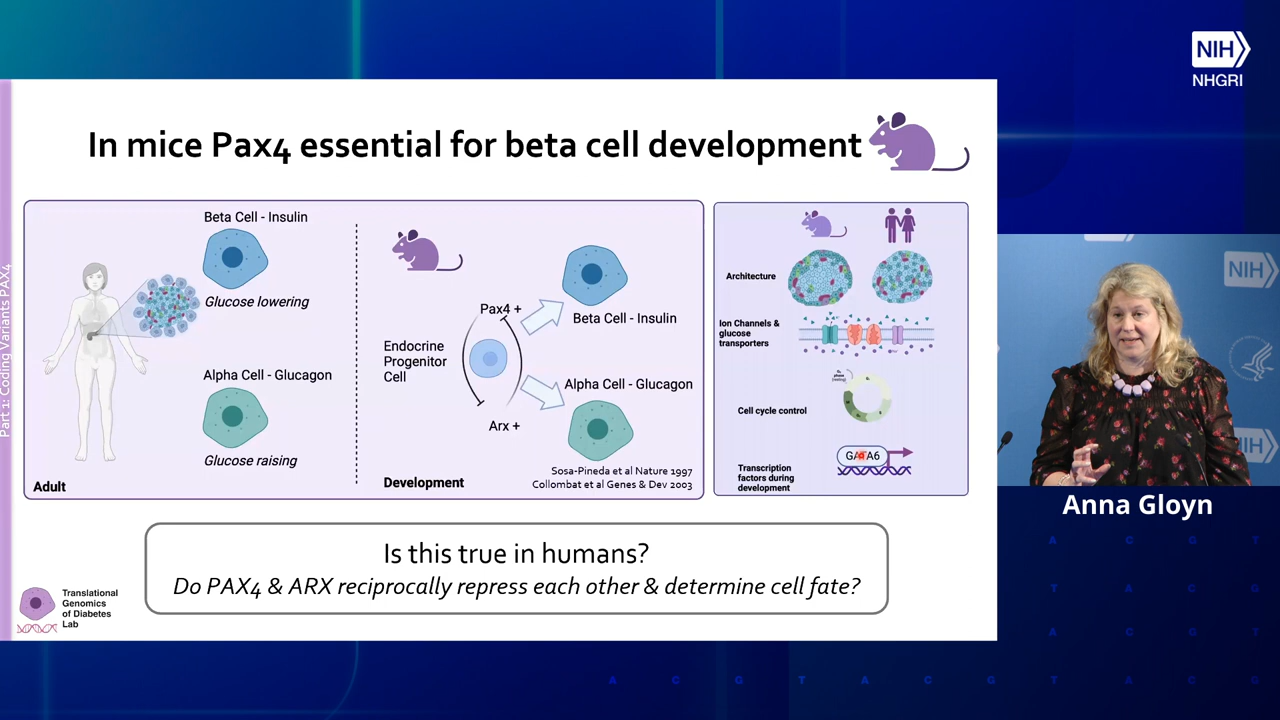 NIH
NHGRI
In mice Pax4 essential for beta cell development
Part 1: Coding Variants PAX4
Beta Cell - Insulin
Glucose lowering
Alpha Cell - Glucagon
Glucose raising
Adult
Pax4 +
Endocrine
Progenitor
Cell
Arx +
Beta Cell - Insulin
Alpha Cell - Glucagon
Sosa-Pineda et al Nature 1997
Collombat et al Genes & Dev 2003
Development
Architecture
Ion Channels &
glucose
transporters
Cell cycle control
Transcription
factors during
development
GATA6
Is this true in humans?
Do PAX4 & ARX reciprocally repress each other & determine cell fate?
Translational
Genomics
of Diabetes
Lab
NIH
NIH
Anna Gloyn
A C G T
T A C G
A C G T
A C G T A C G T A C G